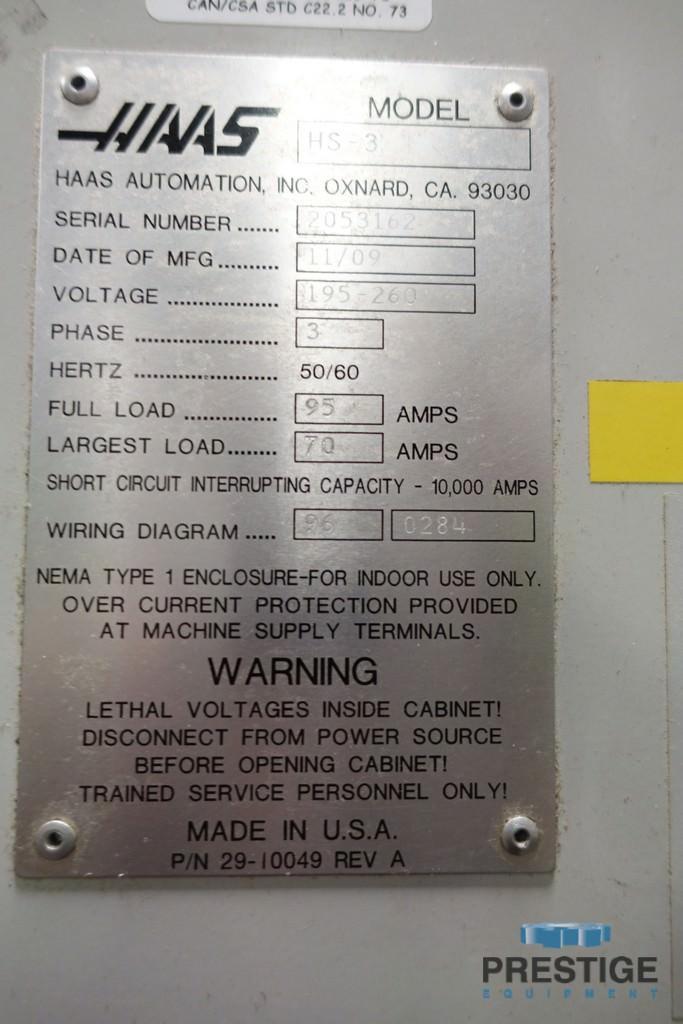 CAN/CSA STD C22.2 NO. 73
HAAS
MODEL
HS-3
HAAS AUTOMATION, INC. OXNARD, CA. 93030
SERIAL NUMBER ....... 2053162
DATE OF MFG .......... 11/09
VOLTAGE .................. 195-260
PHASE ....................... 3
HERTZ ....................... 50/60
FULL LOAD ............... 95 AMPS
LARGEST LOAD........ 70 AMPS
SHORT CIRCUIT INTERRUPTING CAPACITY - 10,000 AMPS
WIRING DIAGRAM ..... 96 0284
NEMA TYPE 1 ENCLOSURE-FOR INDOOR USE ONLY.
OVER CURRENT PROTECTION PROVIDED
AT MACHINE SUPPLY TERMINALS.
WARNING
LETHAL VOLTAGES INSIDE CABINET!
DISCONNECT FROM POWER SOURCE
BEFORE OPENING CABINET!
TRAINED SERVICE PERSONNEL ONLY!
MADE IN U.S.A.
P/N 29-10049 REV A
PRESTIGE
EQUIPMENT